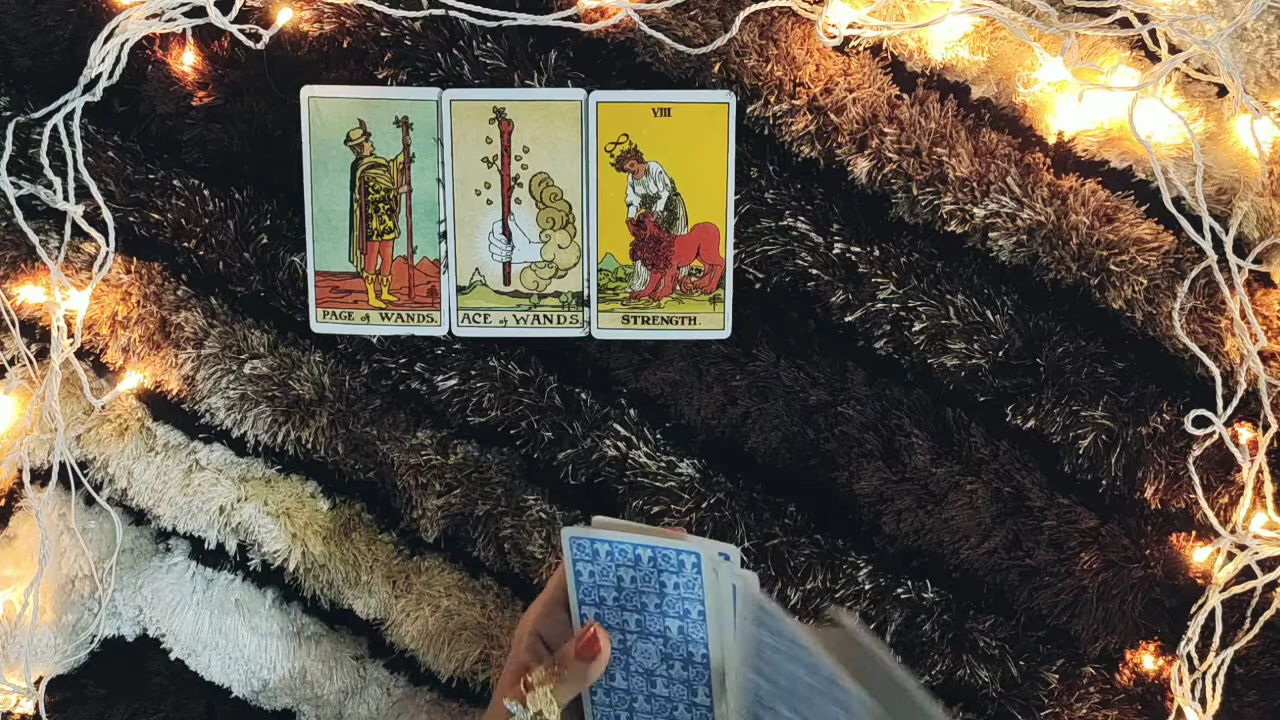 PAGE of WANDS.
ACE of WANDS
VIII
STRENGTH.